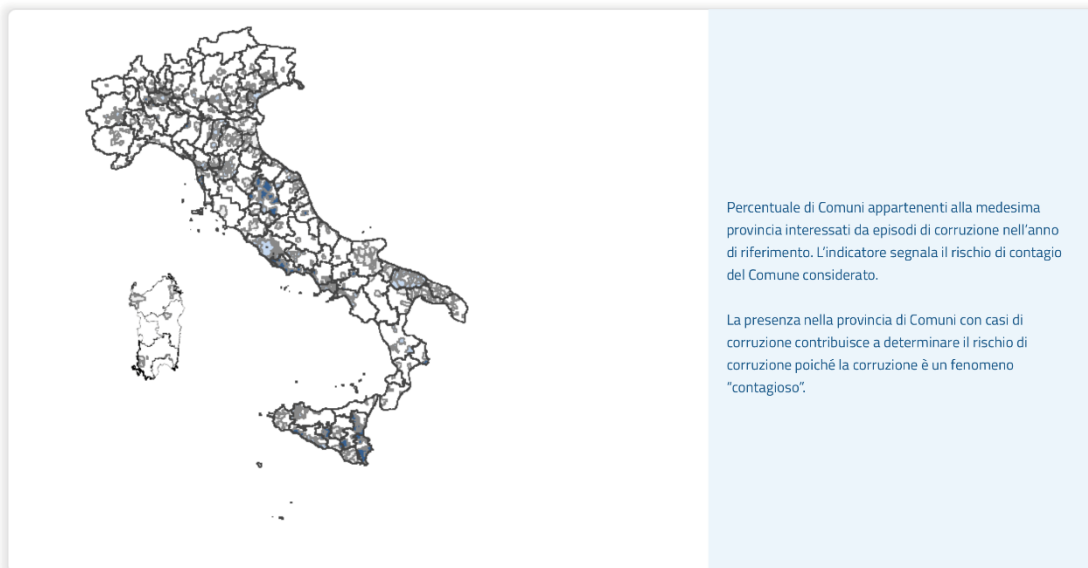 Percentuale di Comuni appartenenti alla medesima
provincia interessati da episodi di corruzione nell’anno
di riferimento. L’indicatore segnala il rischio di contagio
del Comune considerato.
La presenza nella provincia di Comuni con casi di
corruzione contribuisce a determinare il rischio di
corruzione poiché la corruzione è un fenomeno
“contagioso”.